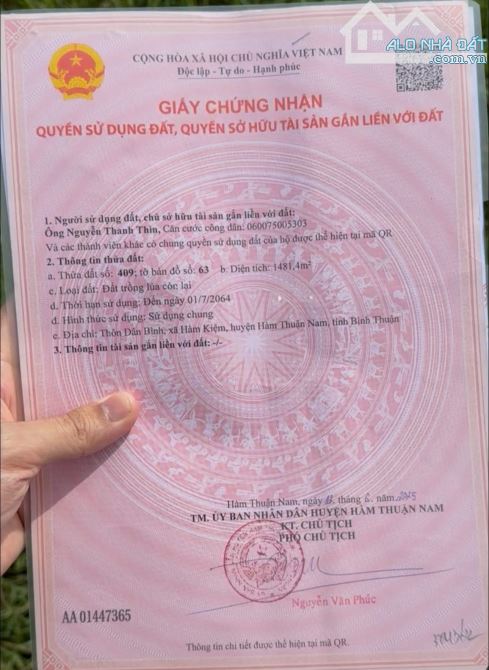 ALO NHÀ ĐẤT
.com.vn
CỘNG HÒA XÃ HỘI CHỦ NGHĨA VIỆT NAM
Độc lập - Tự do - Hạnh phúc
GIẤY CHỨNG NHẬN
QUYỀN SỬ DỤNG ĐẤT, QUYỀN SỞ HỮU TÀI SẢN GẮN LIỀN VỚI ĐẤT
1. Người sử dụng đất, chủ sở hữu tài sản gắn liền với đất:
Ông Nguyễn Thanh Thìn, Căn cước công dân: 060075005303
Và các thành viên khác có chung quyền sử dụng đất của hộ được thể hiện tại mã QR
2. Thông tin thửa đất:
a. Thửa đất số: 409; tờ bản đồ số: 63 b. Diện tích: 1481,4m²
c. Loại đất: Đất trồng lúa còn lại
d. Thời hạn sử dụng: Đến ngày 01/7/2064
đ. Hình thức sử dụng: Sử dụng chung
e. Địa chỉ: Thôn Dân Bình, xã Hàm Kiệm, huyện Hàm Thuận Nam, tỉnh Bình Thuận
3. Thông tin tài sản gắn liền với đất: -/-
Hàm Thuận Nam, ngày tháng 6 năm 2025
TM. ỦY BAN NHÂN DÂN HUYỆN HÀM THUẬN NAM
KT. CHỦ TỊCH
PHÓ CHỦ TỊCH
Nguyễn Văn Phúc
AA 01447365
Thông tin chi tiết được thể hiện tại mã QR.